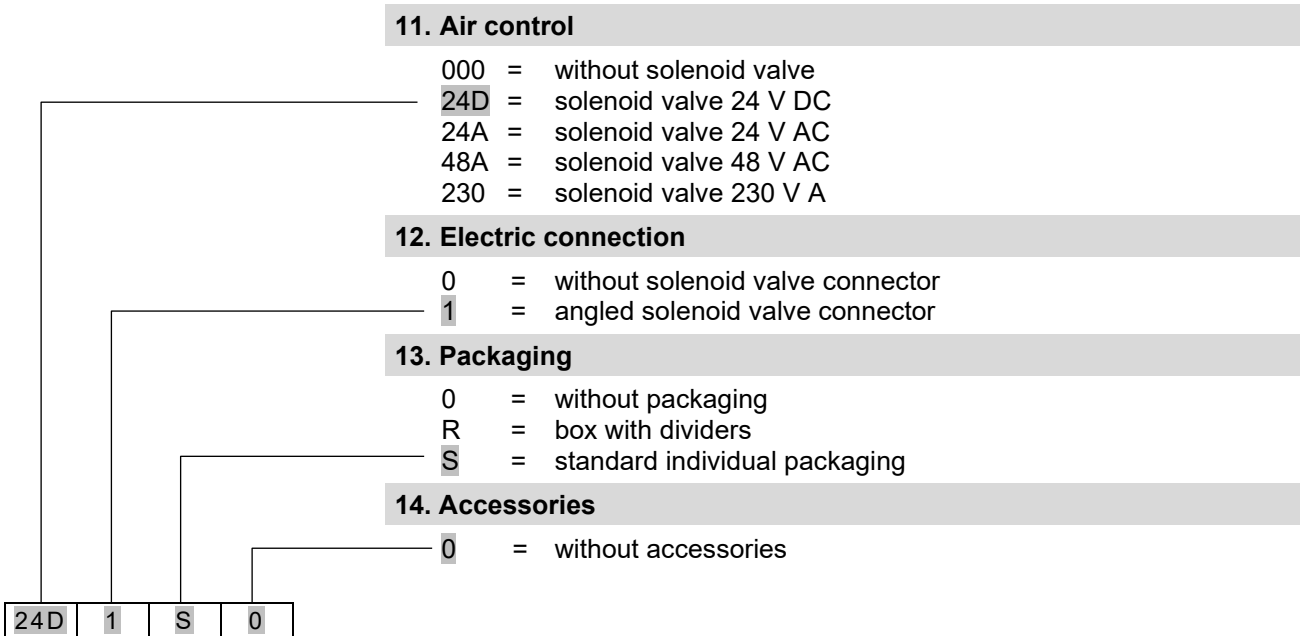 11. Air control
000 = without solenoid valve
24D = solenoid valve 24 V DC
24A = solenoid valve 24 V AC
48A = solenoid valve 48 V AC
230 = solenoid valve 230 V A
12. Electric connection
0 = without solenoid valve connector
1 = angled solenoid valve connector
13. Packaging
0 = without packaging
R = box with dividers
S = standard individual packaging
14. Accessories
0 = without accessories
24D 1 S 0